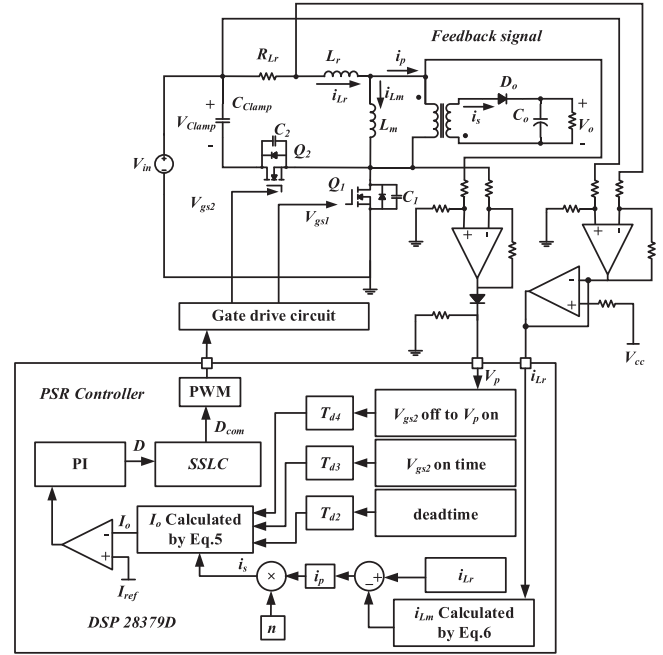 Feedback signal
R_Lr
L_r
i_p
i_Lr
i_Lm
L_m
D_o
i_s
C_o
+
V_o
-
+
V_Clamp
-
C_Clamp
C_2
Q_2
V_in
V_gs2
Q_1
C_1
V_gs1
+ -
+ -
-
+
V_cc
Gate drive circuit
PSR Controller
PWM
V_p
i_Lr
D_com
PI
D
SSLC
T_d4
V_gs2 off to V_p on
T_d3
V_gs2 on time
T_d2
deadtime
I_o
I_o Calculated
by Eq.5
-
+
I_ref
i_s
×
i_p
- +
i_Lr
n
i_Lm Calculated
by Eq.6
DSP 28379D